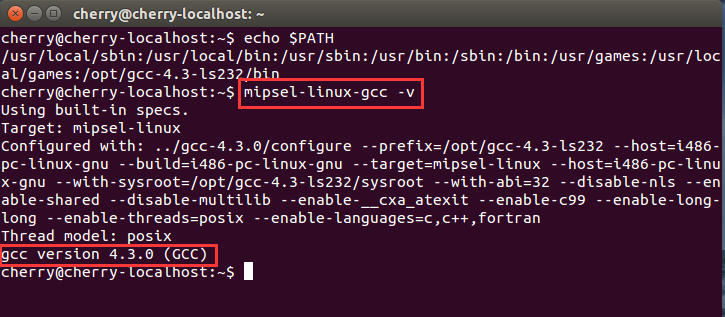 cherry@cherry-localhost: ~
cherry@cherry-localhost:~$ echo $PATH
/usr/local/sbin:/usr/local/bin:/usr/sbin:/usr/bin:/sbin:/bin:/usr/games:/usr/lo
cal/games:/opt/gcc-4.3-ls232/bin
cherry@cherry-localhost:~$ mipsel-linux-gcc -v
Using built-in specs.
Target: mipsel-linux
Configured with: ../gcc-4.3.0/configure --prefix=/opt/gcc-4.3-ls232 --host=i486-
pc-linux-gnu --build=i486-pc-linux-gnu --target=mipsel-linux --host=i486-pc-linu
x-gnu --with-sysroot=/opt/gcc-4.3-ls232/sysroot --with-abi=32 --disable-nls --en
able-shared --disable-multilib --enable-__cxa_atexit --enable-c99 --enable-long-
long --enable-threads=posix --enable-languages=c,c++,fortran
Thread model: posix
gcc version 4.3.0 (GCC)
cherry@cherry-localhost:~$